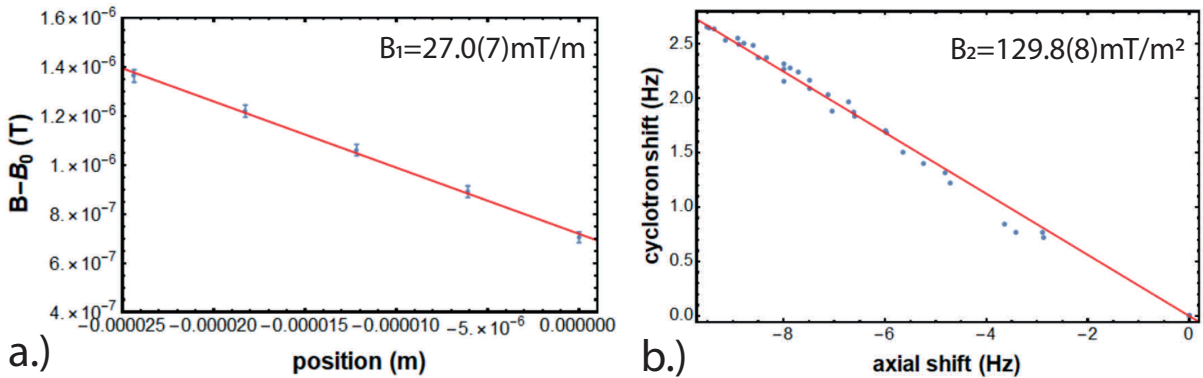 B₁=27.0(7)mT/m
1.6×10⁻⁶
1.4×10⁻⁶
1.2×10⁻⁶
1.×10⁻⁶
8.×10⁻⁷
6.×10⁻⁷
4.×10⁻⁷
B−B₀ (T)
−0.000025 −0.000020 −0.000015 −0.000010 −5.×10⁻⁶ 0.000000
position (m)
a.)
B₂=129.8(8)mT/m²
2.5
2.0
1.5
1.0
0.5
0.0
cyclotron shift (Hz)
−8 −6 −4 −2 0
axial shift (Hz)
b.)